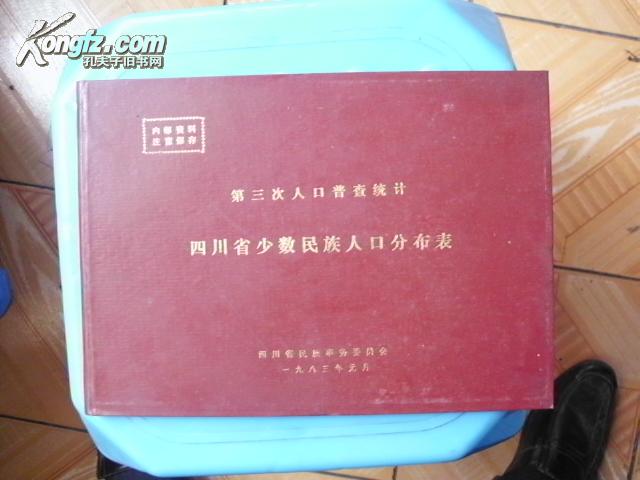 Kongfz.com
孔夫子旧书网
内部资料
注意保存
第三次人口普查统计
四川省少数民族人口分布表
四川省民族事务委员会
一九八三年元月